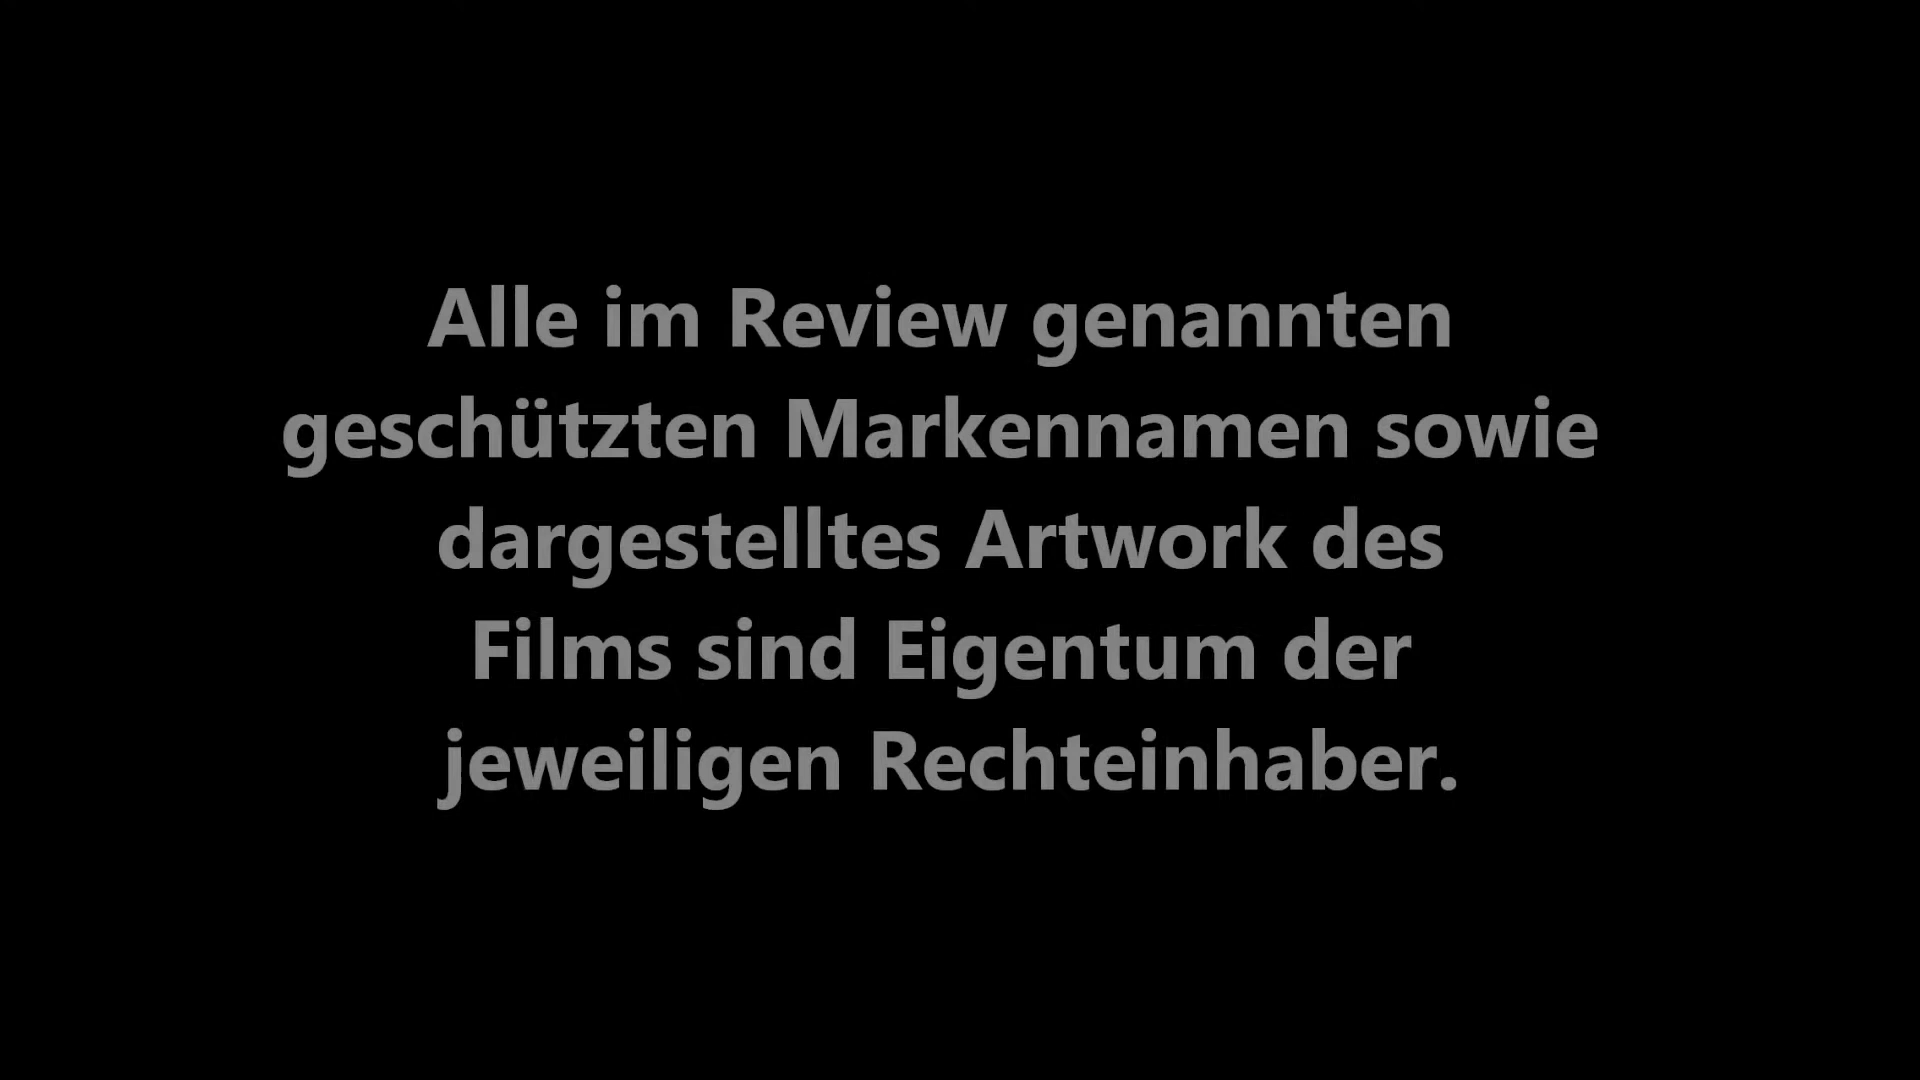 Alle im Review genannten
geschützten Markennamen sowie
dargestelltes Artwork des
Films sind Eigentum der
jeweiligen Rechteinhaber.